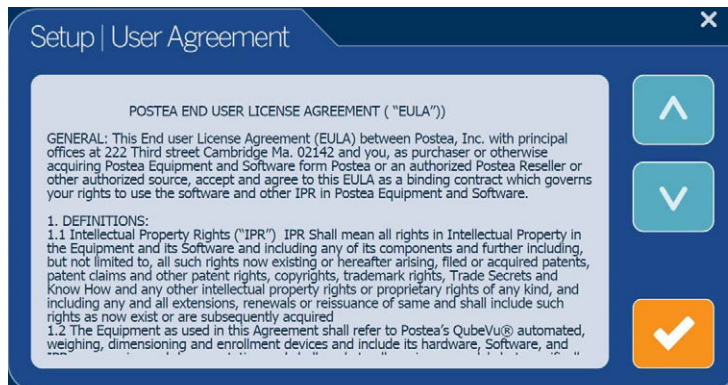 Setup | User Agreement
POSTEA END USER LICENSE AGREEMENT ( "EULA"))
GENERAL: This End user License Agreement (EULA) between Postea, Inc. with principal
offices at 222 Third street Cambridge Ma. 02142 and you, as purchaser or otherwise
acquiring Postea Equipment and Software form Postea or an authorized Postea Reseller or
other authorized source, accept and agree to this EULA as a binding contract which governs
your rights to use the software and other IPR in Postea Equipment and Software.
1. DEFINITIONS:
1.1 Intellectual Property Rights ("IPR") IPR Shall mean all rights in Intellectual Property in
the Equipment and its Software and including any of its components and further including,
but not limited to, all such rights now existing or hereafter arising, filed or acquired patents,
patent claims and other patent rights, copyrights, trademark rights, Trade Secrets and
Know How and any other intellectual property rights or proprietary rights of any kind, and
including any and all extensions, renewals or reissuance of same and shall include such
rights as now exist or are subsequently acquired
1.2 The Equipment as used in this Agreement shall refer to Postea's QubeVu® automated,
weighing, dimensioning and enrollment devices and include its hardware, Software, and